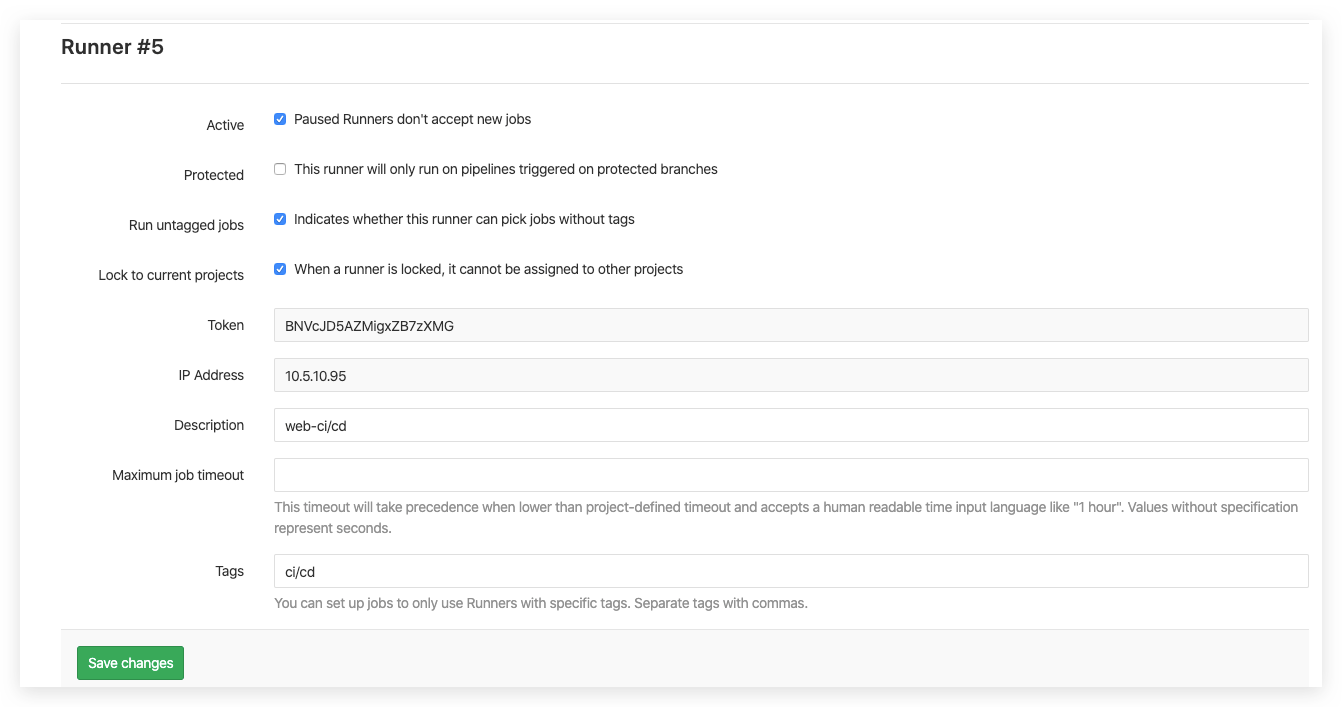 Runner #5
Active
Paused Runners don't accept new jobs
Protected
This runner will only run on pipelines triggered on protected branches
Run untagged jobs
Indicates whether this runner can pick jobs without tags
Lock to current projects
When a runner is locked, it cannot be assigned to other projects
Token
BNVcJD5AZMigxZB7zXMG
IP Address
10.5.10.95
Description
web-ci/cd
Maximum job timeout
This timeout will take precedence when lower than project-defined timeout and accepts a human readable time input language like "1 hour". Values without specification
represent seconds.
Tags
ci/cd
You can set up jobs to only use Runners with specific tags. Separate tags with commas.
Save changes